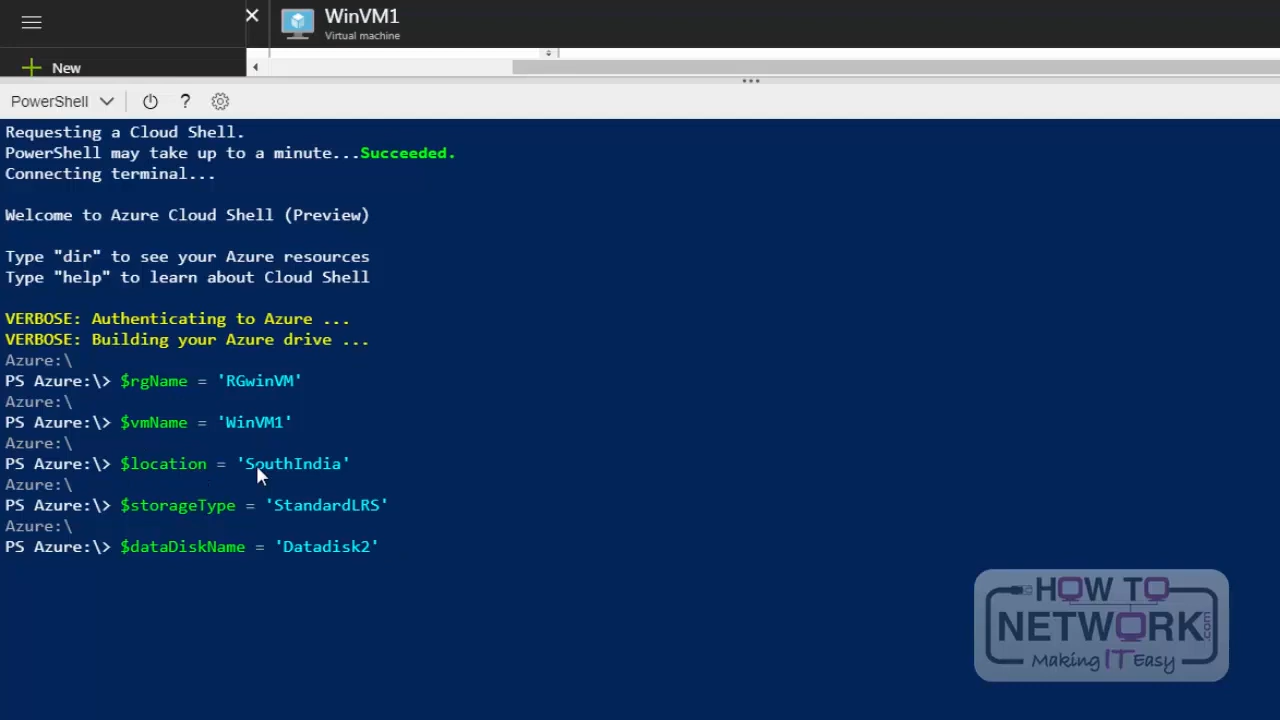 WinVM1
Virtual machine
New
PowerShell
?
Requesting a Cloud Shell.
PowerShell may take up to a minute...Succeeded.
Connecting terminal...
Welcome to Azure Cloud Shell (Preview)
Type "dir" to see your Azure resources
Type "help" to learn about Cloud Shell
VERBOSE: Authenticating to Azure ...
VERBOSE: Building your Azure drive ...
Azure:\
PS Azure:\> $rgName = 'RGwinVM'
Azure:\
PS Azure:\> $vmName = 'WinVM1'
Azure:\
PS Azure:\> $location = 'SouthIndia'
Azure:\
PS Azure:\> $storageType = 'StandardLRS'
Azure:\
PS Azure:\> $dataDiskName = 'Datadisk2'
HOW TO
NETWORK.com
Making IT Easy